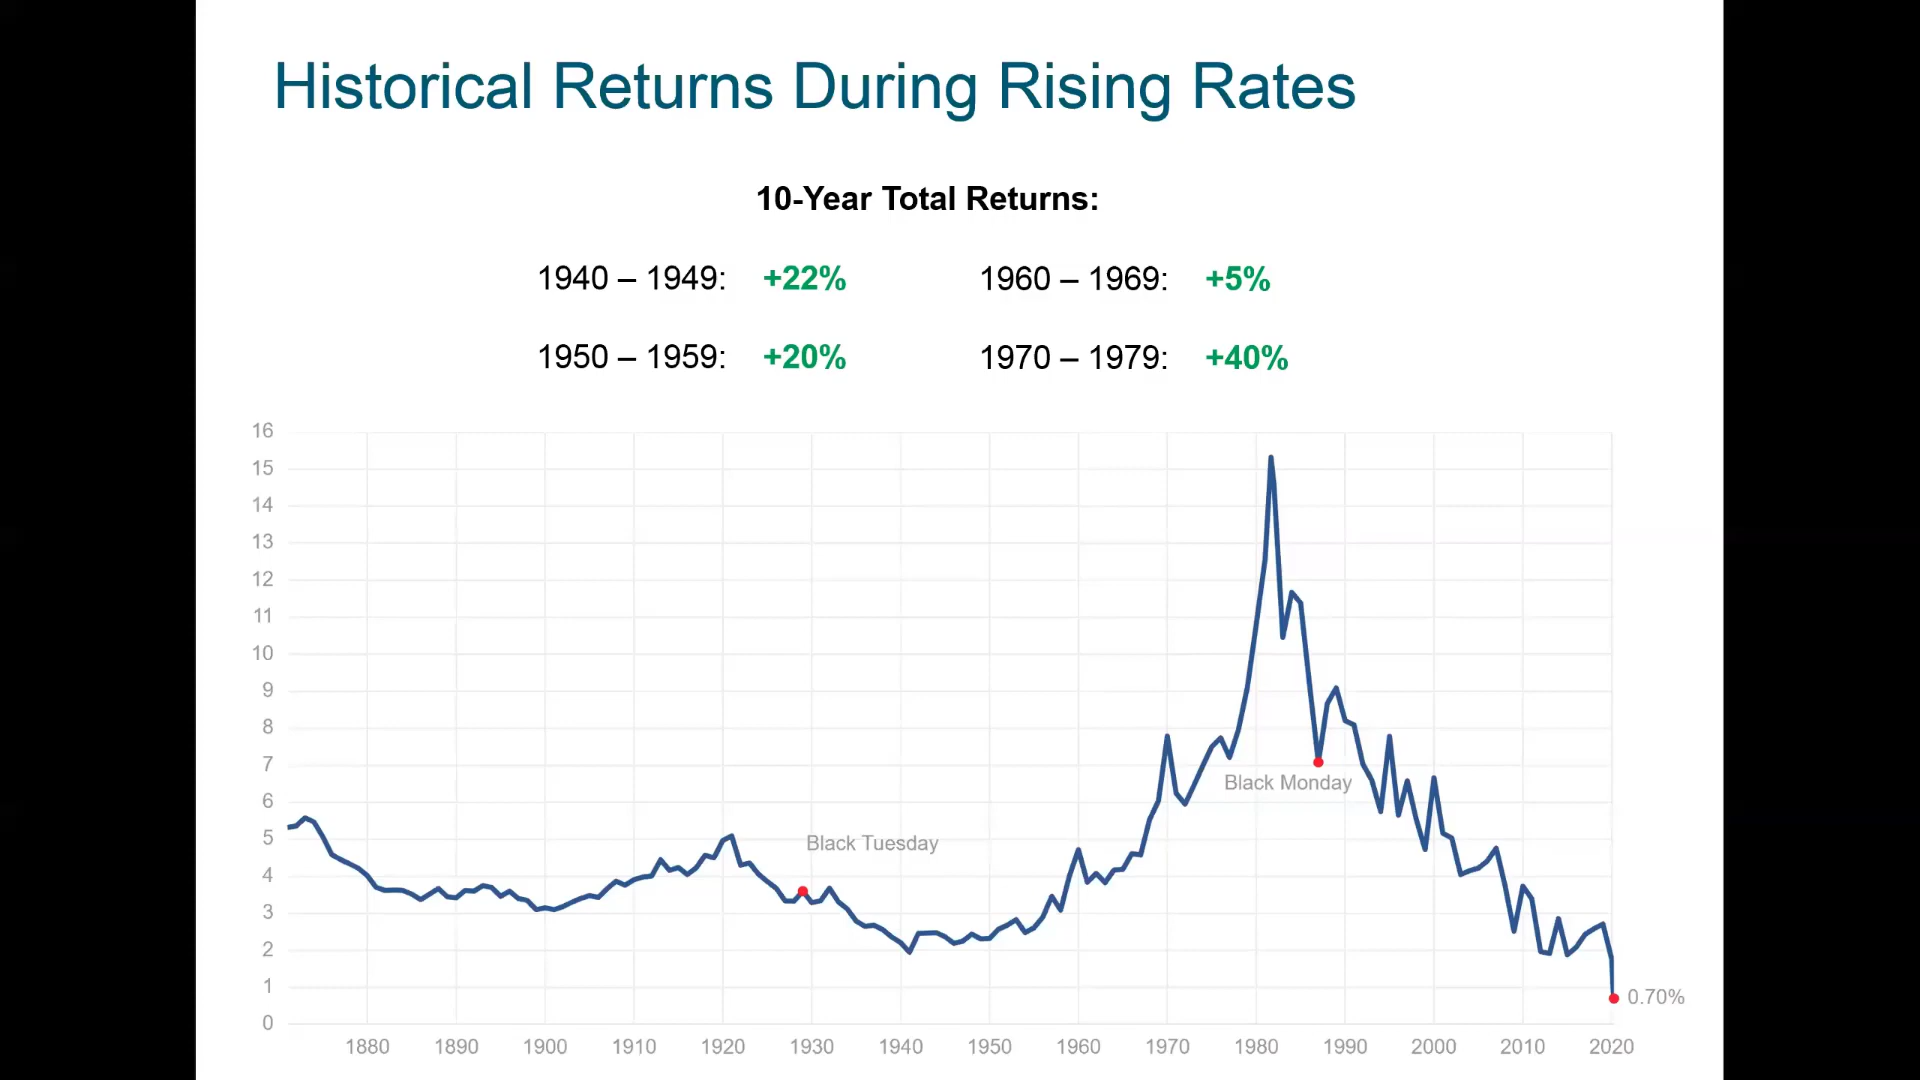 Historical Returns During Rising Rates
10-Year Total Returns:
1940 – 1949: +22% 1960 – 1969: +5%
1950 – 1959: +20% 1970 – 1979: +40%
16
15
14
13
12
11
10
9
8
7
Black Monday
6
5
Black Tuesday
4
3
2
1
0.70%
0
1880 1890 1900 1910 1920 1930 1940 1950 1960 1970 1980 1990 2000 2010 2020